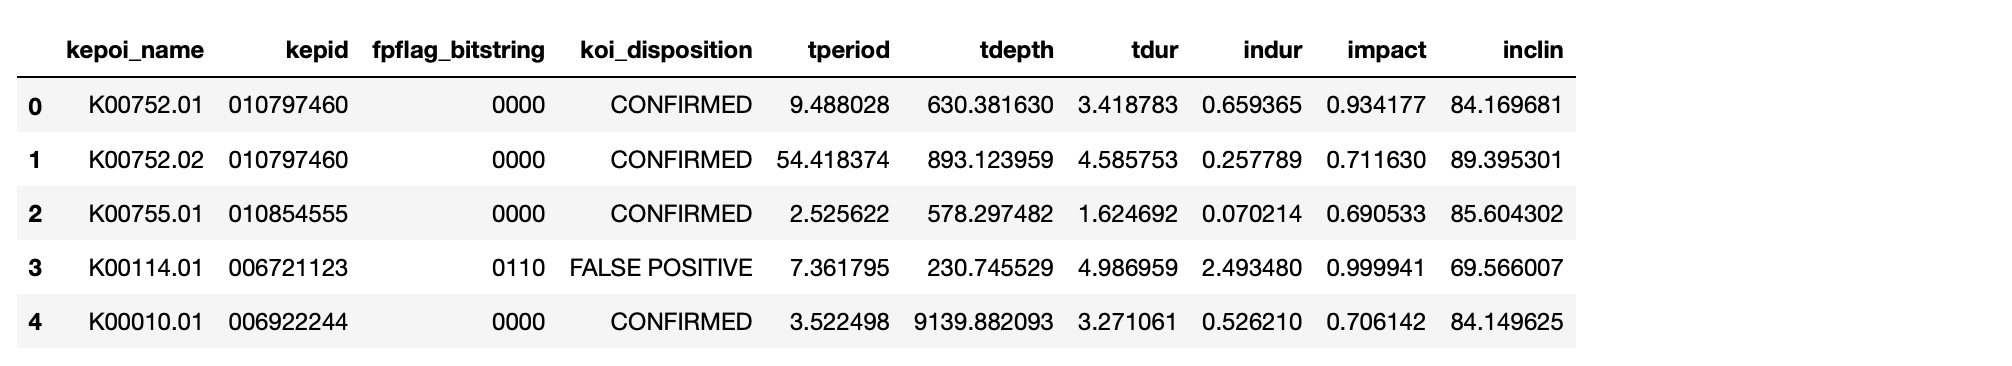 kepoi_name kepid fpflag_bitstring koi_disposition tperiod tdepth tdur indur impact inclin
0 K00752.01 010797460 0000 CONFIRMED 9.488028 630.381630 3.418783 0.659365 0.934177 84.169681
1 K00752.02 010797460 0000 CONFIRMED 54.418374 893.123959 4.585753 0.257789 0.711630 89.395301
2 K00755.01 010854555 0000 CONFIRMED 2.525622 578.297482 1.624692 0.070214 0.690533 85.604302
3 K00114.01 006721123 0110 FALSE POSITIVE 7.361795 230.745529 4.986959 2.493480 0.999941 69.566007
4 K00010.01 006922244 0000 CONFIRMED 3.522498 9139.882093 3.271061 0.526210 0.706142 84.149625